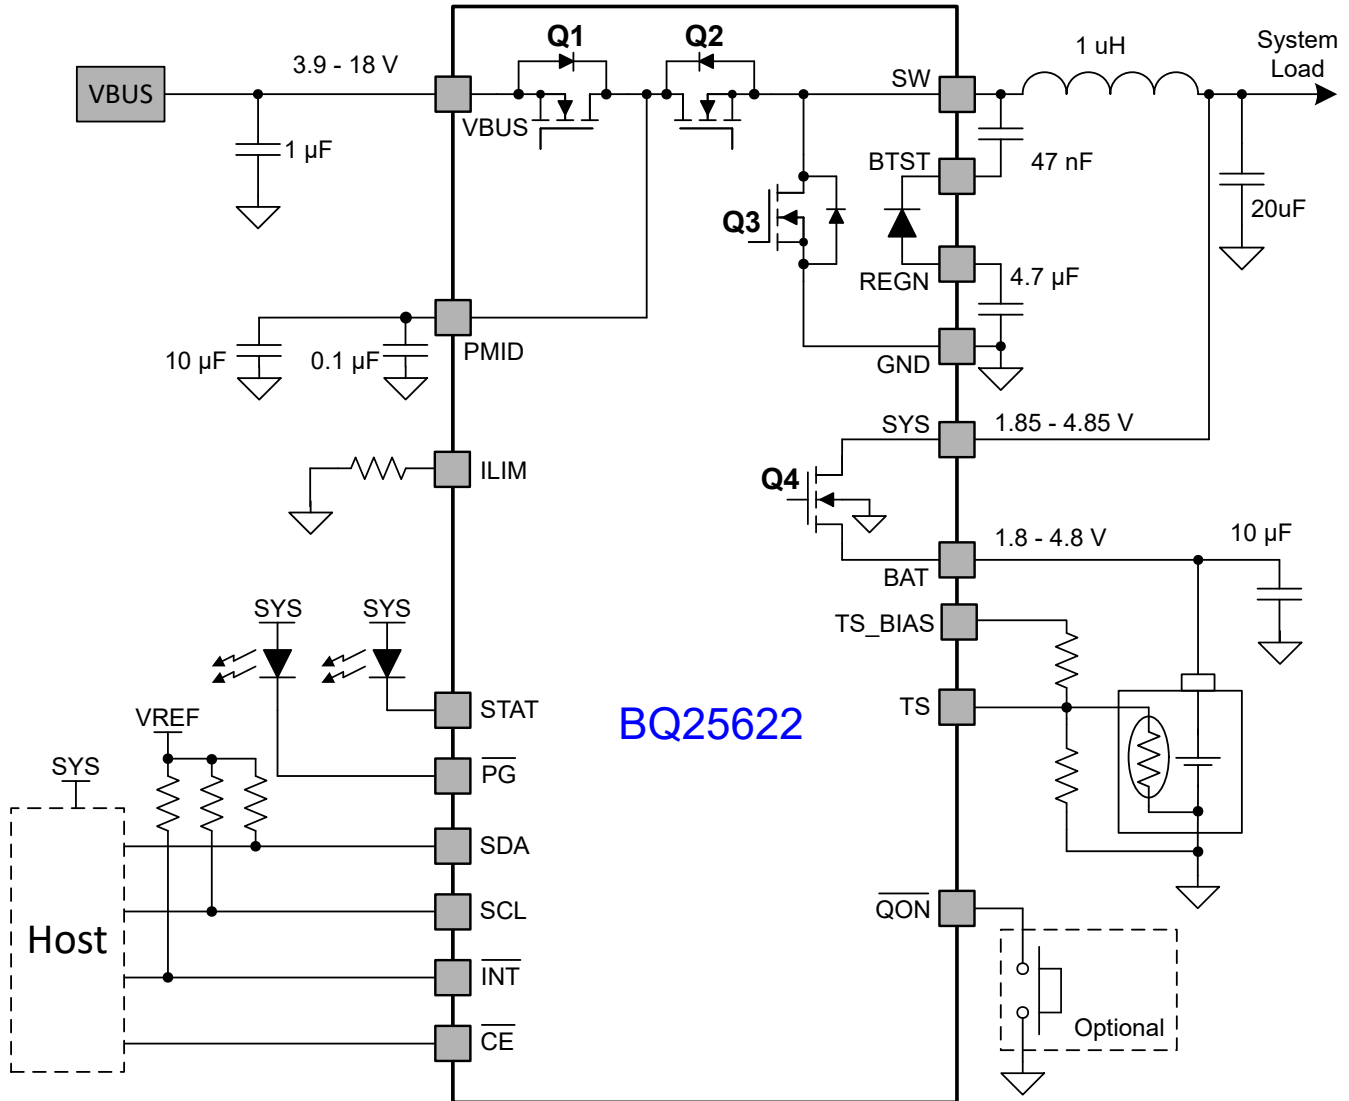 Q1
Q2
1 uH
System
Load
3.9 - 18 V
SW
VBUS
VBUS
1 µF
BTST
47 nF
20uF
Q3
REGN
4.7 µF
PMID
GND
10 µF
0.1 µF
SYS
1.85 - 4.85 V
ILIM
Q4
1.8 - 4.8 V
10 µF
BAT
SYS
SYS
TS_BIAS
STAT
TS
BQ25622
VREF
SYS
PG
SDA
SCL
QON
Host
INT
Optional
CE